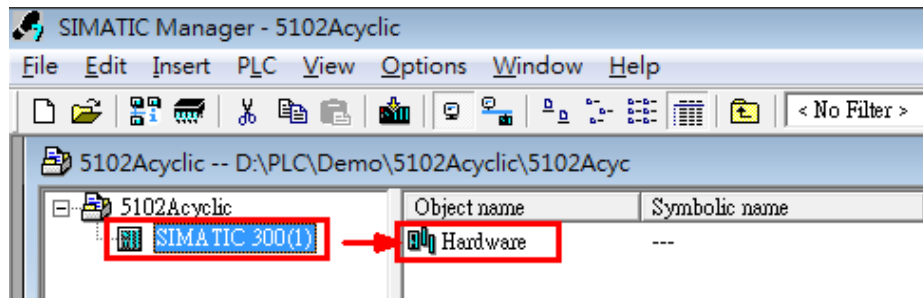 SIMATIC Manager - 5102Acyclic
File Edit Insert PLC View Options Window Help
< No Filter >
5102Acyclic -- D:\PLC\Demo\5102Acyclic\5102Acyc
5102Acyclic
Object name Symbolic name
SIMATIC 300(1) Hardware ---